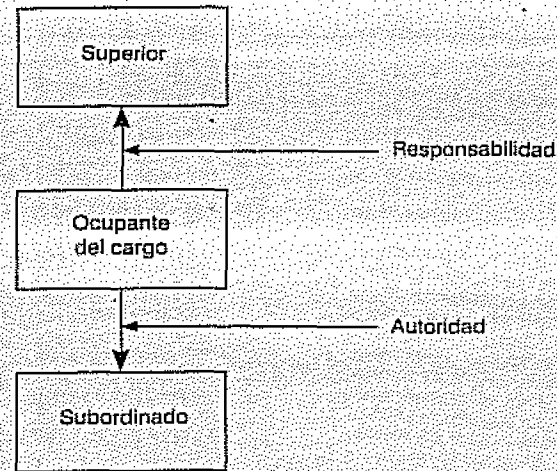 Superior
Responsabilidad
Ocupante
del cargo
Autoridad
Subordinado